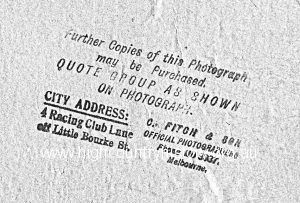 Further Copies of this Photograph
may be Purchased.
QUOTE GROUP AS SHOWN
ON PHOTOGRAPH.
CITY ADDRESS:
4 Racing Club Lane
off Little Bourke St.
C. FITCH & SON
OFFICIAL PHOTOGRAPHERS
Phone
Melbourne.